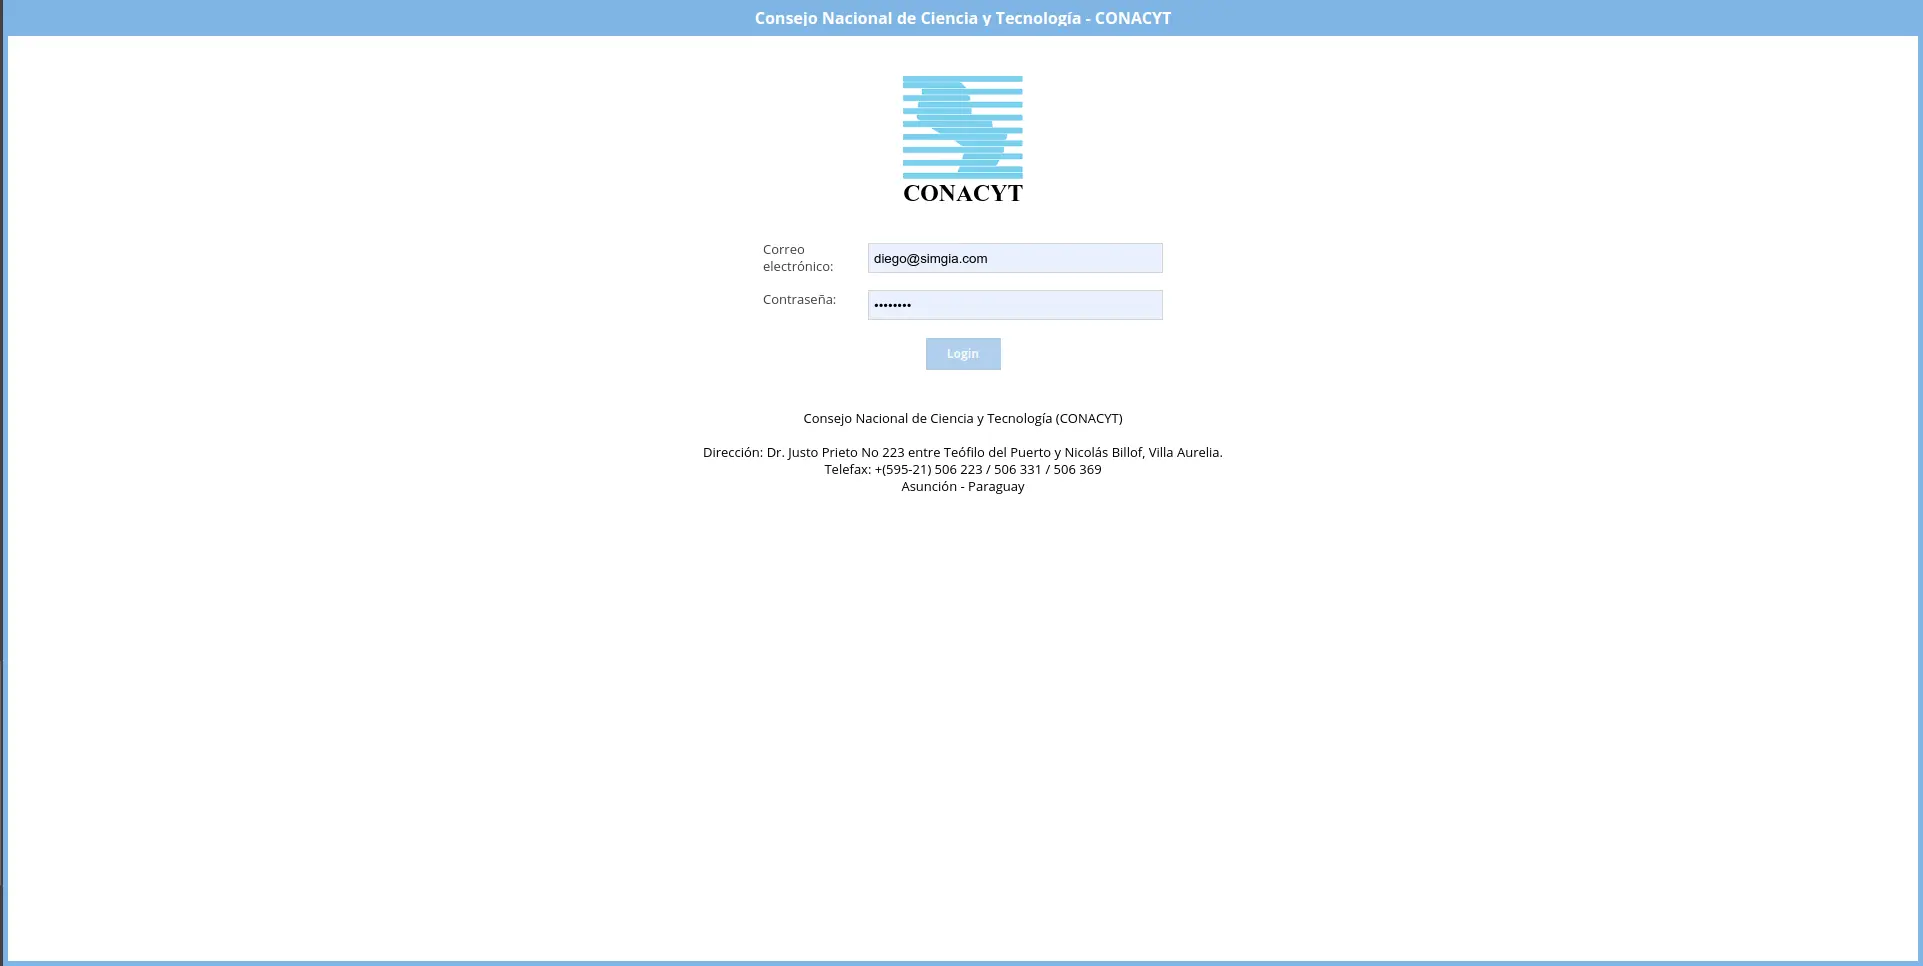 Consejo Nacional de Ciencia y Tecnología - CONACYT
CONACYT
Correo
electrónico:
diego@simgia.com
Contraseña:
••••••••
Login
Consejo Nacional de Ciencia y Tecnología (CONACYT)
Dirección: Dr. Justo Prieto No 223 entre Teófilo del Puerto y Nicolás Billof, Villa Aurelia.
Telefax: +(595-21) 506 223 / 506 331 / 506 369
Asunción - Paraguay